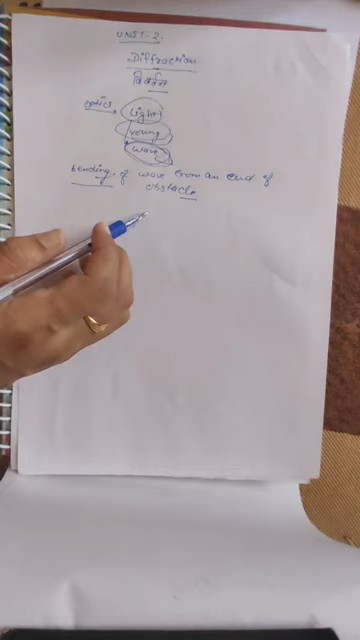 UNIT-2.
Diffraction
विवर्तन
optics → Light
Young
wave
bending of wave from an end of
obstacle